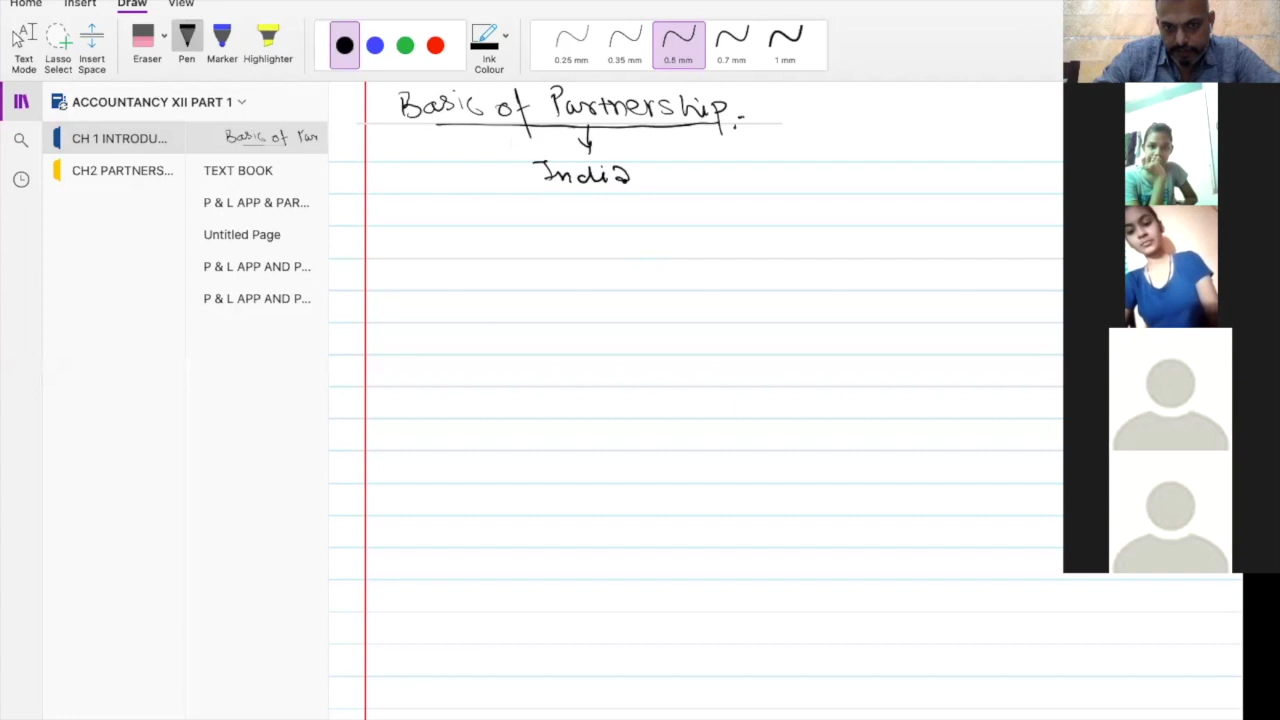 Home Insert Draw View
Text Mode Lasso Select Insert Space Eraser Pen Marker Highlighter Ink Colour 0.25 mm 0.35 mm 0.5 mm 0.7 mm 1 mm
ACCOUNTANCY XII PART 1
Basic of Partnership.-
CH 1 INTRODU... Basic of Par
CH2 PARTNERS... TEXT BOOK
India
P & L APP & PAR...
Untitled Page
P & L APP AND P...
P & L APP AND P...